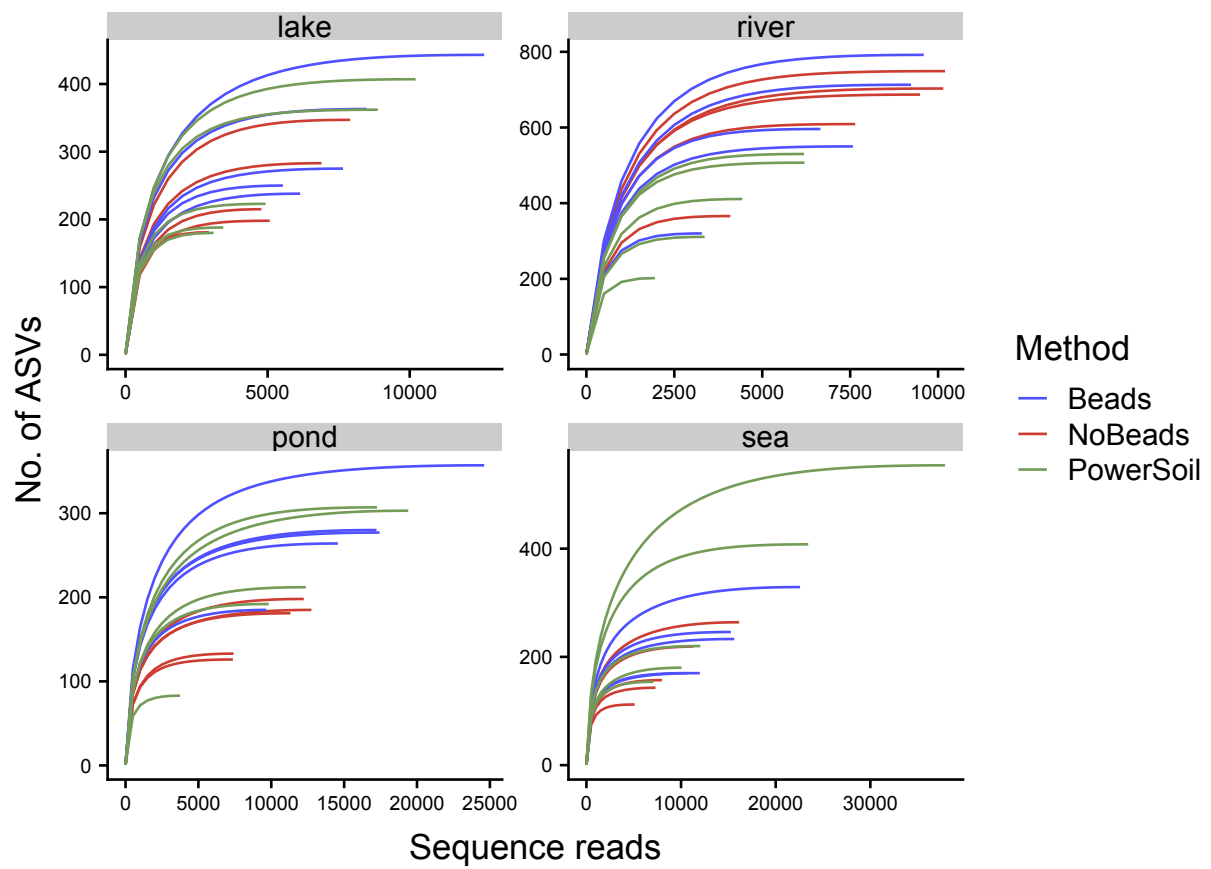 lake
river
400
300
200
100
0
0 5000 10000
800
600
400
200
0
0 2500 5000 7500 10000
No. of ASVs
pond
sea
300
200
100
0
0 5000 10000 15000 20000 25000
400
200
0
0 10000 20000 30000
Sequence reads
Method
Beads
NoBeads
PowerSoil